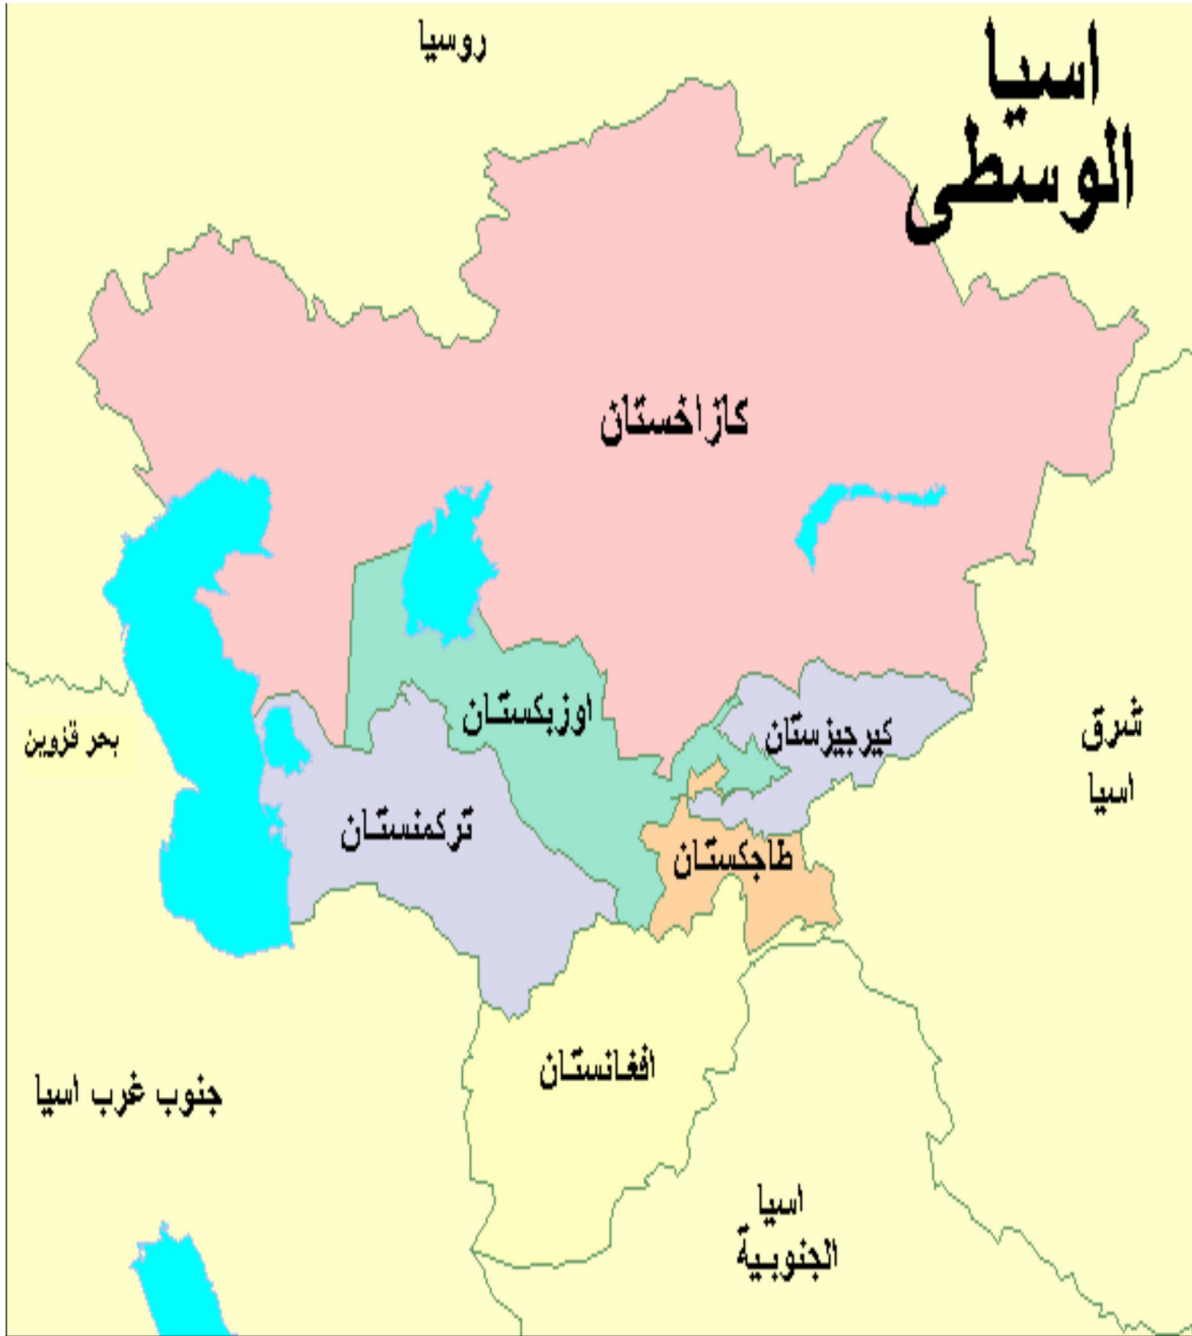 اسيا
الوسطى
روسيا
كازاخستان
اوزبكستان
كيرجيزستان
شرق
اسيا
بحر قزوين
تركمنستان
طاجكستان
افغانستان
جنوب غرب اسيا
اسيا
الجنوبية